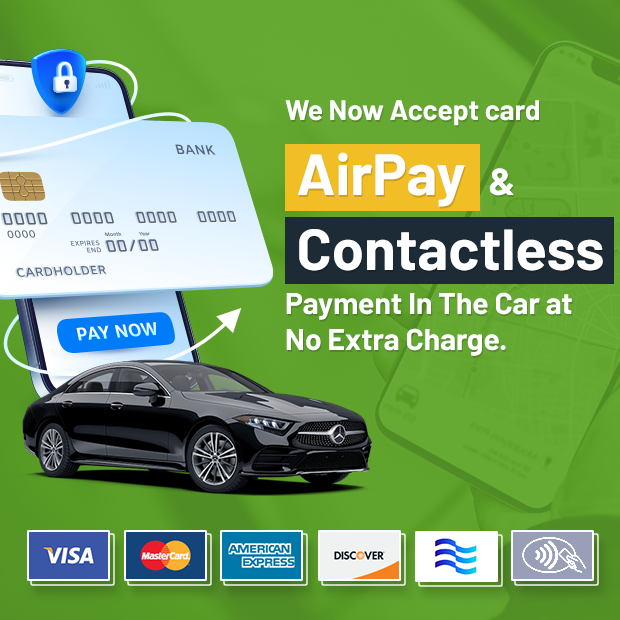 We Now Accept card
AirPay &
Contactless
Payment In The Car at
No Extra Charge.
BANK
0000 0000 0000 0000
0000
Month Year
EXPIRES END 00/00
CARDHOLDER
PAY NOW
VISA
MasterCard
AMERICAN
EXPRESS
DISCOVER